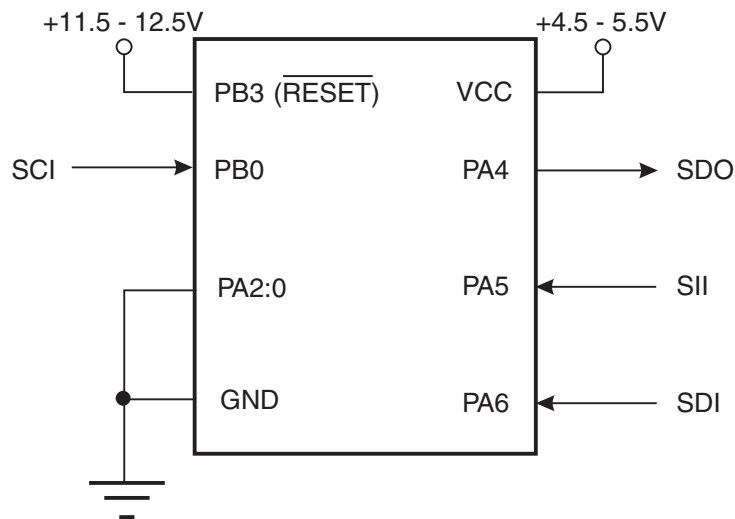 +11.5 - 12.5V
+4.5 - 5.5V
PB3 (RESET)
VCC
SCI
PB0
PA4
SDO
PA2:0
PA5
SII
GND
PA6
SDI